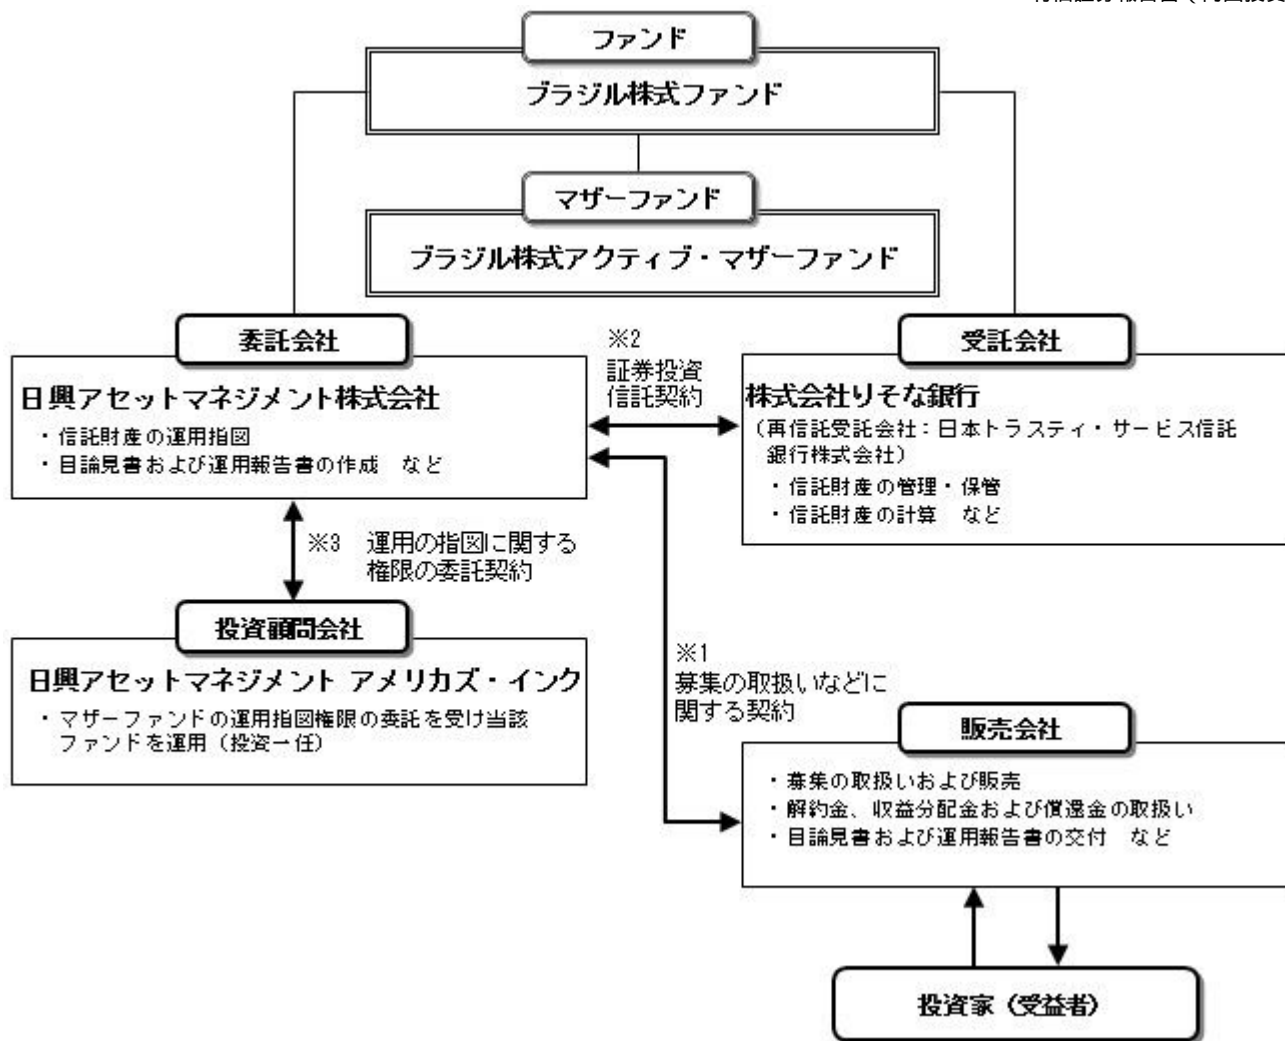 ファンド
ブラジル株式ファンド
マザーファンド
ブラジル株式アクティブ・マザーファンド
委託会社
日興アセットマネジメント株式会社
・信託財産の運用指図
・目論見書および運用報告書の作成　など
※2
証券投資
信託契約
受託会社
株式会社りそな銀行
（再信託受託会社：日本トラスティ・サービス信託
銀行株式会社）
・信託財産の管理・保管
・信託財産の計算　など
※3　運用の指図に関する
権限の委託契約
投資顧問会社
日興アセットマネジメント アメリカズ・インク
・マザーファンドの運用指図権限の委託を受け当該
ファンドを運用（投資一任）
※1
募集の取扱いなどに
関する契約
販売会社
・募集の取扱いおよび販売
・解約金、収益分配金および償還金の取扱い
・目論見書および運用報告書の交付　など
投資家（受益者）